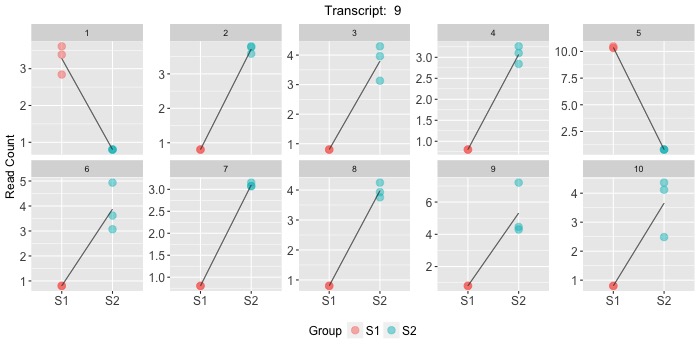 Transcript: 9
1 2 3 4 5
3 2 1
3 2 1
4 3 2 1
3.0 2.5 2.0 1.5 1.0
10.0 7.5 5.0 2.5
Read Count
6 7 8 9 10
5 4 3 2 1
3.0 2.5 2.0 1.5 1.0
4 3 2 1
6 4 2
4 3 2 1
S1 S2 S1 S2 S1 S2 S1 S2 S1 S2
Group S1 S2